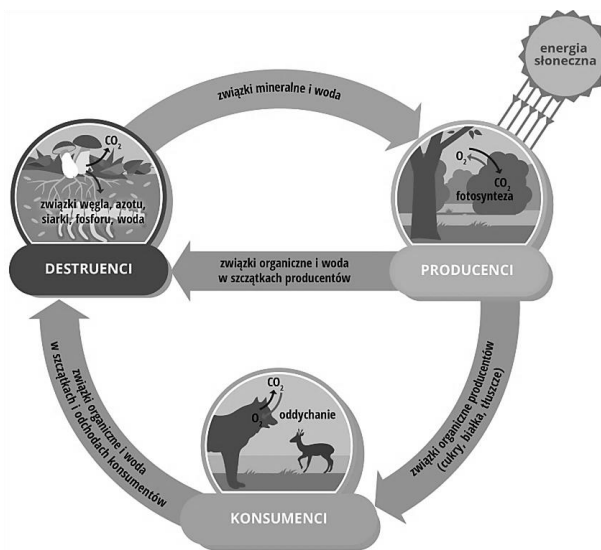 energia
słoneczna
związki mineralne i woda
CO2
związki węgla, azotu,
siarki, fosforu, woda
DESTRUENCI
O2
CO2
fotosynteza
PRODUCENCI
związki organiczne i woda
w szczątkach producentów
związki organiczne producentów
(cukry, białka, tłuszcze)
związki organiczne i woda
w szczątkach i odchodach konsumentów
CO2
O2
oddychanie
KONSUMENCI